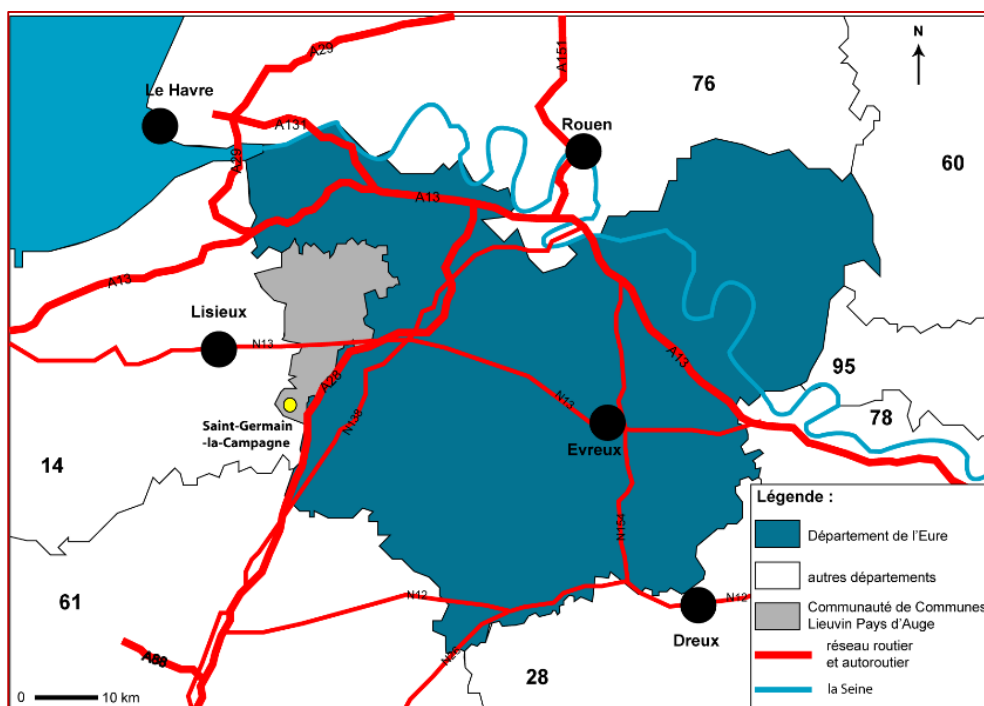 A29
A151
N
76
Le Havre
A131
Rouen
60
A29
A13
A13
Lisieux
N13
A28
N138
N13
A13
95
78
Saint-Germain
-la-Campagne
Evreux
14
N154
61
N12
N12
Dreux
A88
N26
28
0
10 km
Légende :
Département de l'Eure
autres départements
Communauté de Communes
Lieuvin Pays d'Auge
réseau routier
et autoroutier
la Seine